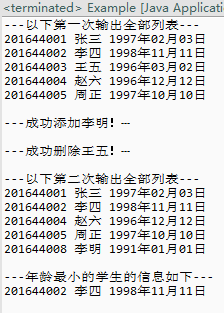 <terminated> Example [Java Applicatio
---以下第一次输出全部列表---
201644001 张三 1997年02月03日
201644002 李四 1998年11月11日
201644003 王五 1996年03月02日
201644004 赵六 1996年12月12日
201644005 周正 1997年10月10日
---成功添加李明！---
---成功删除王五！---
---以下第二次输出全部列表---
201644001 张三 1997年02月03日
201644002 李四 1998年11月11日
201644004 赵六 1996年12月12日
201644005 周正 1997年10月10日
201644008 李明 1991年01月01日
---年龄最小的学生的信息如下---
201644002 李四 1998年11月11日